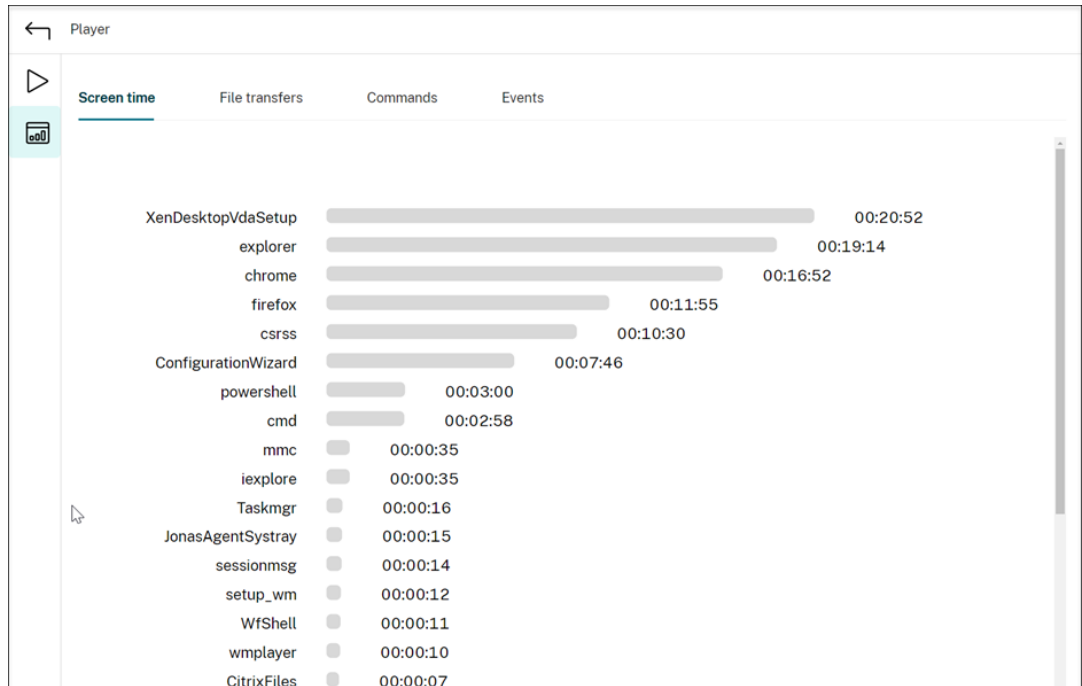 Player
Screen time File transfers Commands Events
XenDesktopVdaSetup 00:20:52
explorer 00:19:14
chrome 00:16:52
firefox 00:11:55
csrss 00:10:30
ConfigurationWizard 00:07:46
powershell 00:03:00
cmd 00:02:58
mmc 00:00:35
iexplore 00:00:35
Taskmgr 00:00:16
JonasAgentSystray 00:00:15
sessionmsg 00:00:14
setup_wm 00:00:12
WfShell 00:00:11
wmplayer 00:00:10
CitrixFiles 00:00:07